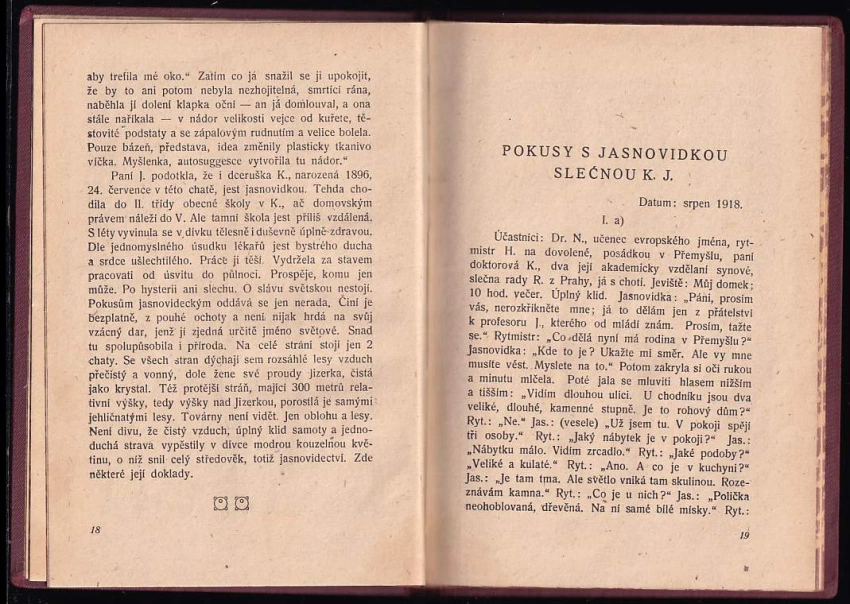 aby trefila mé oko.“ Zatím co já snažil se ji upokojit,
že by to ani potom nebyla nezhojitelná, smrtící rána,
naběhla jí dolení klapka oční — an já domlouval, a ona
stále naříkala — v nádor velikosti vejce od kuřete, tě-
stovité podstaty a se zápalovým rudnutím a velice bolela.
Pouze bázeň, představa, idea změnily plasticky tkanivo
víčka. Myšlenka, autosuggesce vytvořila tu nádor.“
Paní J. podotkla, že i dceruška K., narozená 1896,
24. července v této chatě, jest jasnovidkou. Tehda cho-
dila do II. třídy obecné školy v K., ač domovským
právem náleží do V. Ale tamní škola jest příliš vzdálená.
S léty vyvinula se v dívku tělesně i duševně úplně zdravou.
Dle jednomyslného úsudku lékařů jest bystrého ducha
a srdce ušlechtilého. Práce ji těší. Vydržela za stavem
pracovati od úsvitu do půlnoci. Prospěje, komu jen
může. Po hysterii ani slechu. O slávu světskou nestojí.
Pokusům jasnovideckým oddává se jen nerada. Činí je
bezplatně, z pouhé ochoty a není nijak hrdá na svůj
vzácný dar, jenž jí zjedná určitě jméno světové. Snad
tu spolupůsobila i příroda. Na celé stráni stojí jen 2
chaty. Se všech stran dýchají sem rozsáhlé lesy vzduch
přečistý a vonný, dole žene své proudy Jizerka, čistá
jako krystal. Též protější stráň, mající 300 metrů rela-
tivní výšky, tedy výšky nad Jizerkou, porostlá je samými
jehličnatými lesy. Továrny není vidět. Jen oblohu a lesy.
Není divu, že čistý vzduch, úplný klid samoty a jedno-
duchá strava vypěstily v dívce modrou kouzelnou kvě-
tinu, o níž snil celý středověk, totiž jasnovidectví. Zde
některé její doklady.
18
POKUSY S JASNOVIDKOU
SLEČNOU K. J.
Datum: srpen 1918.
I. a)
Účastníci: Dr. N., učenec evropského jména, ryt-
mistr H. na dovolené, posádkou v Přemyšlu, paní
doktorová K., dva její akademicky vzdělaní synové,
slečna rady R. z Prahy, já s chotí. Jeviště: Můj domek;
10 hod. večer. Úplný klid. Jasnovidka: „Páni, prosím
vás, nerozkřikněte mne; já to dělám jen z přátelství
k profesoru J., kterého od mládí znám. Prosím, tažte
se.“ Rytmistr: „Co dělá nyní má rodina v Přemyšlu?“
Jasnovidka: „Kde to je? Ukažte mi směr. Ale vy mne
musíte vést. Myslete na to.“ Potom zakryla si oči rukou
a minutu mlčela. Poté jala se mluviti hlasem nižším
a tišším: „Vidím dlouhou ulici. U chodníku jsou dva
veliké, dlouhé, kamenné stupně. Je to rohový dům?“
Ryt.: „Ne.“ Jas.: (vesele) „Už jsem tu. V pokoji spějí
tři osoby.“ Ryt.: „Jaký nábytek je v pokoji?“ Jas.:
„Nábytku málo. Vidím zrcadlo.“ Ryt.: „Jaké podoby?“
„Veliké a kulaté.“ Ryt.: „Ano. A co je v kuchyni?“
Jas.: „Je tam tma. Ale světlo vniká tam skulinou. Roze-
znávám kamna.“ Ryt.: „Co je u nich?“ Jas.: „Polička
neohoblovaná, dřevěná. Na ní samé bílé misky.“ Ryt.:
19